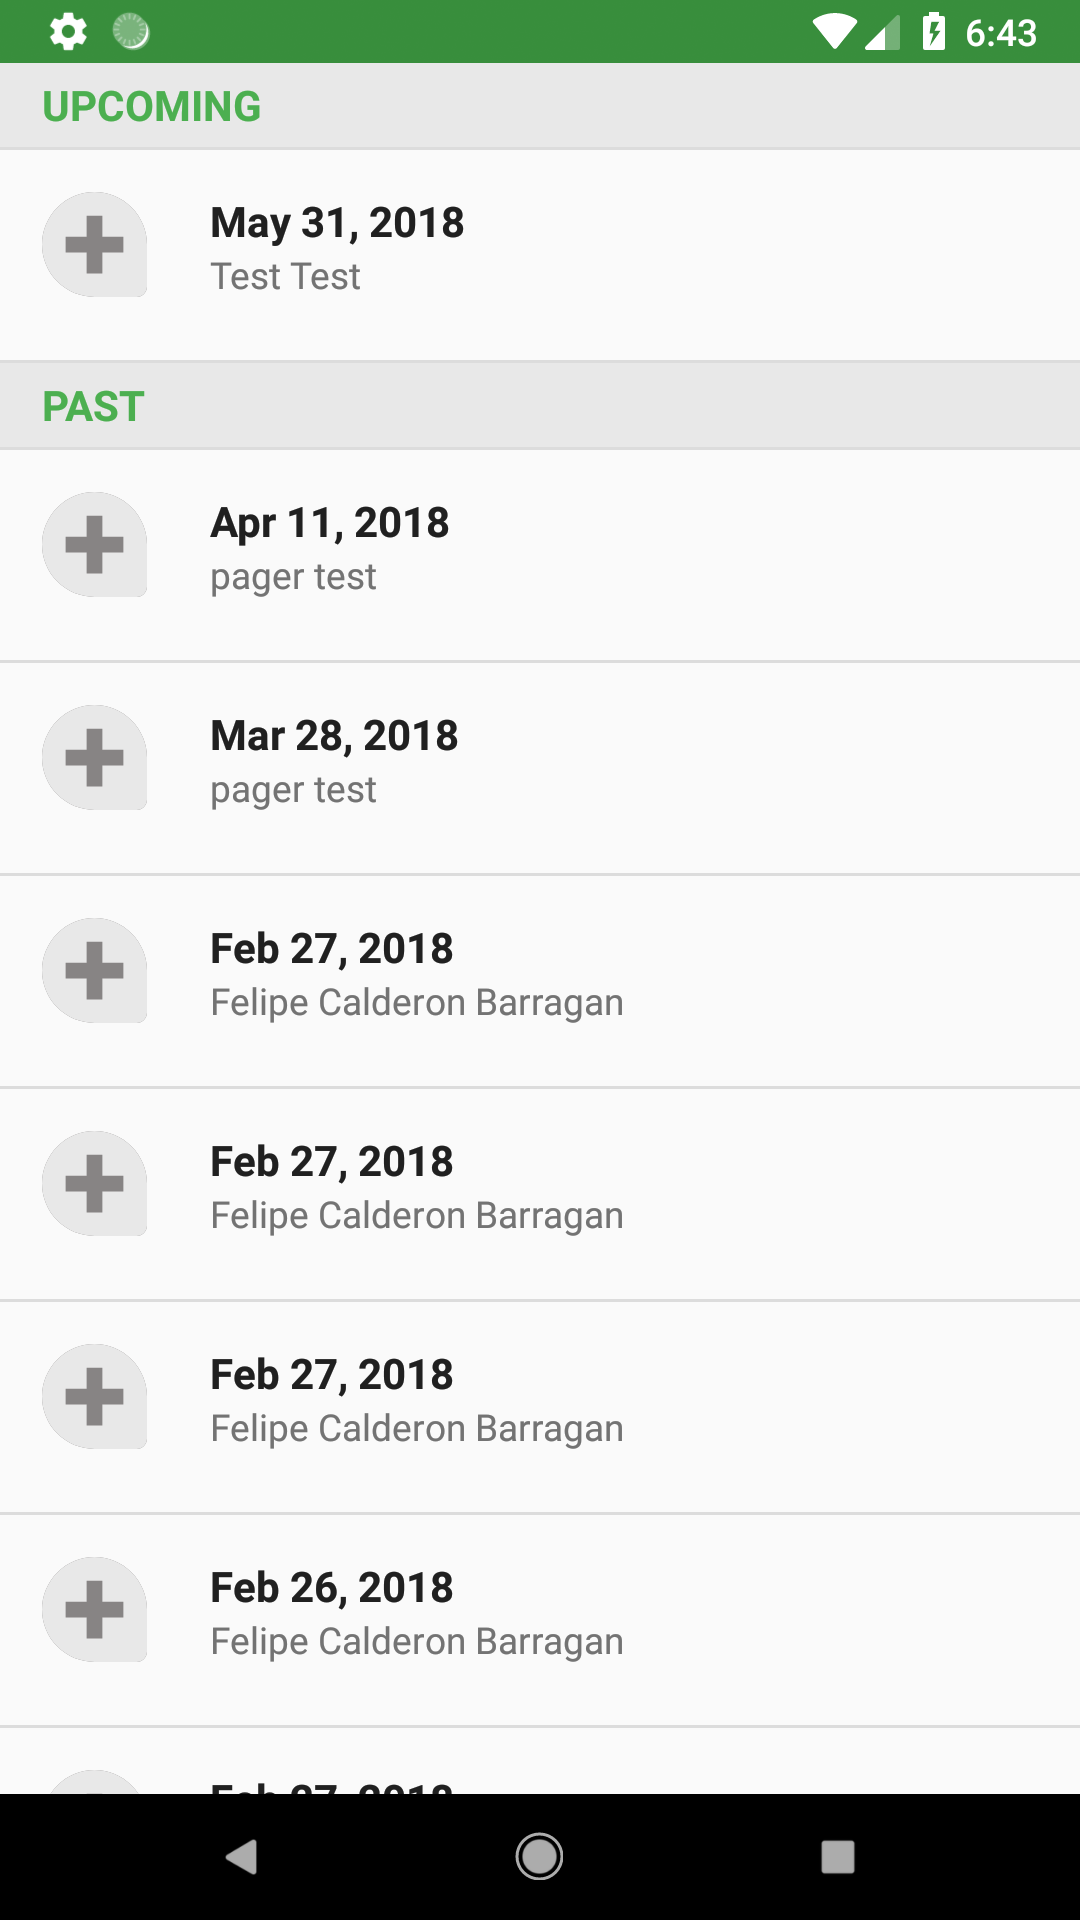 6:43
UPCOMING
May 31, 2018
Test Test
PAST
Apr 11, 2018
pager test
Mar 28, 2018
pager test
Feb 27, 2018
Felipe Calderon Barragan
Feb 27, 2018
Felipe Calderon Barragan
Feb 27, 2018
Felipe Calderon Barragan
Feb 26, 2018
Felipe Calderon Barragan